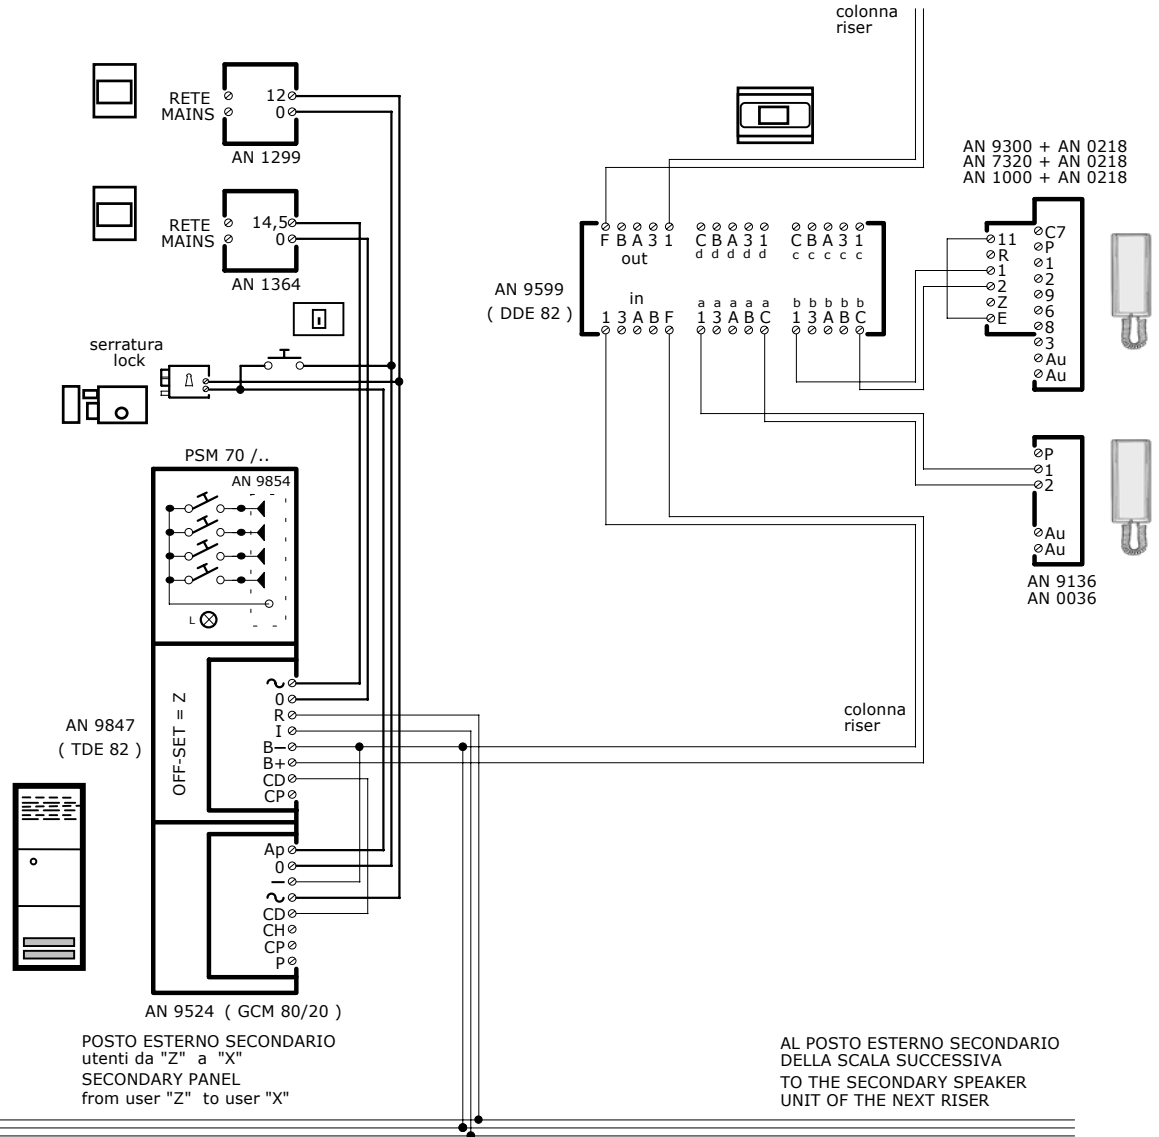 colonna
riser
RETE
MAINS
12
0
AN 1299
RETE
MAINS
14,5
0
AN 1364
serratura
lock
AN 9599
( DDE 82 )
F B A 3 1
out
C B A 3 1
d d d d d
C B A 3 1
c c c c c
in
1 3 A B F
a a a a a
1 3 A B C
b b b b b
1 3 A B C
AN 9300 + AN 0218
AN 7320 + AN 0218
AN 1000 + AN 0218
11
R
1
2
Z
E
C7
P
1
2
9
6
8
3
Au
Au
P
1
2
Au
Au
AN 9136
AN 0036
PSM 70 /..
AN 9854
L
AN 9847
( TDE 82 )
OFF-SET = Z
0
R
I
B−
B+
CD
CP
Ap
0
−
CD
CH
CP
P
AN 9524 ( GCM 80/20 )
colonna
riser
POSTO ESTERNO SECONDARIO
utenti da "Z" a "X"
SECONDARY PANEL
from user "Z" to user "X"
AL POSTO ESTERNO SECONDARIO
DELLA SCALA SUCCESSIVA
TO THE SECONDARY SPEAKER
UNIT OF THE NEXT RISER